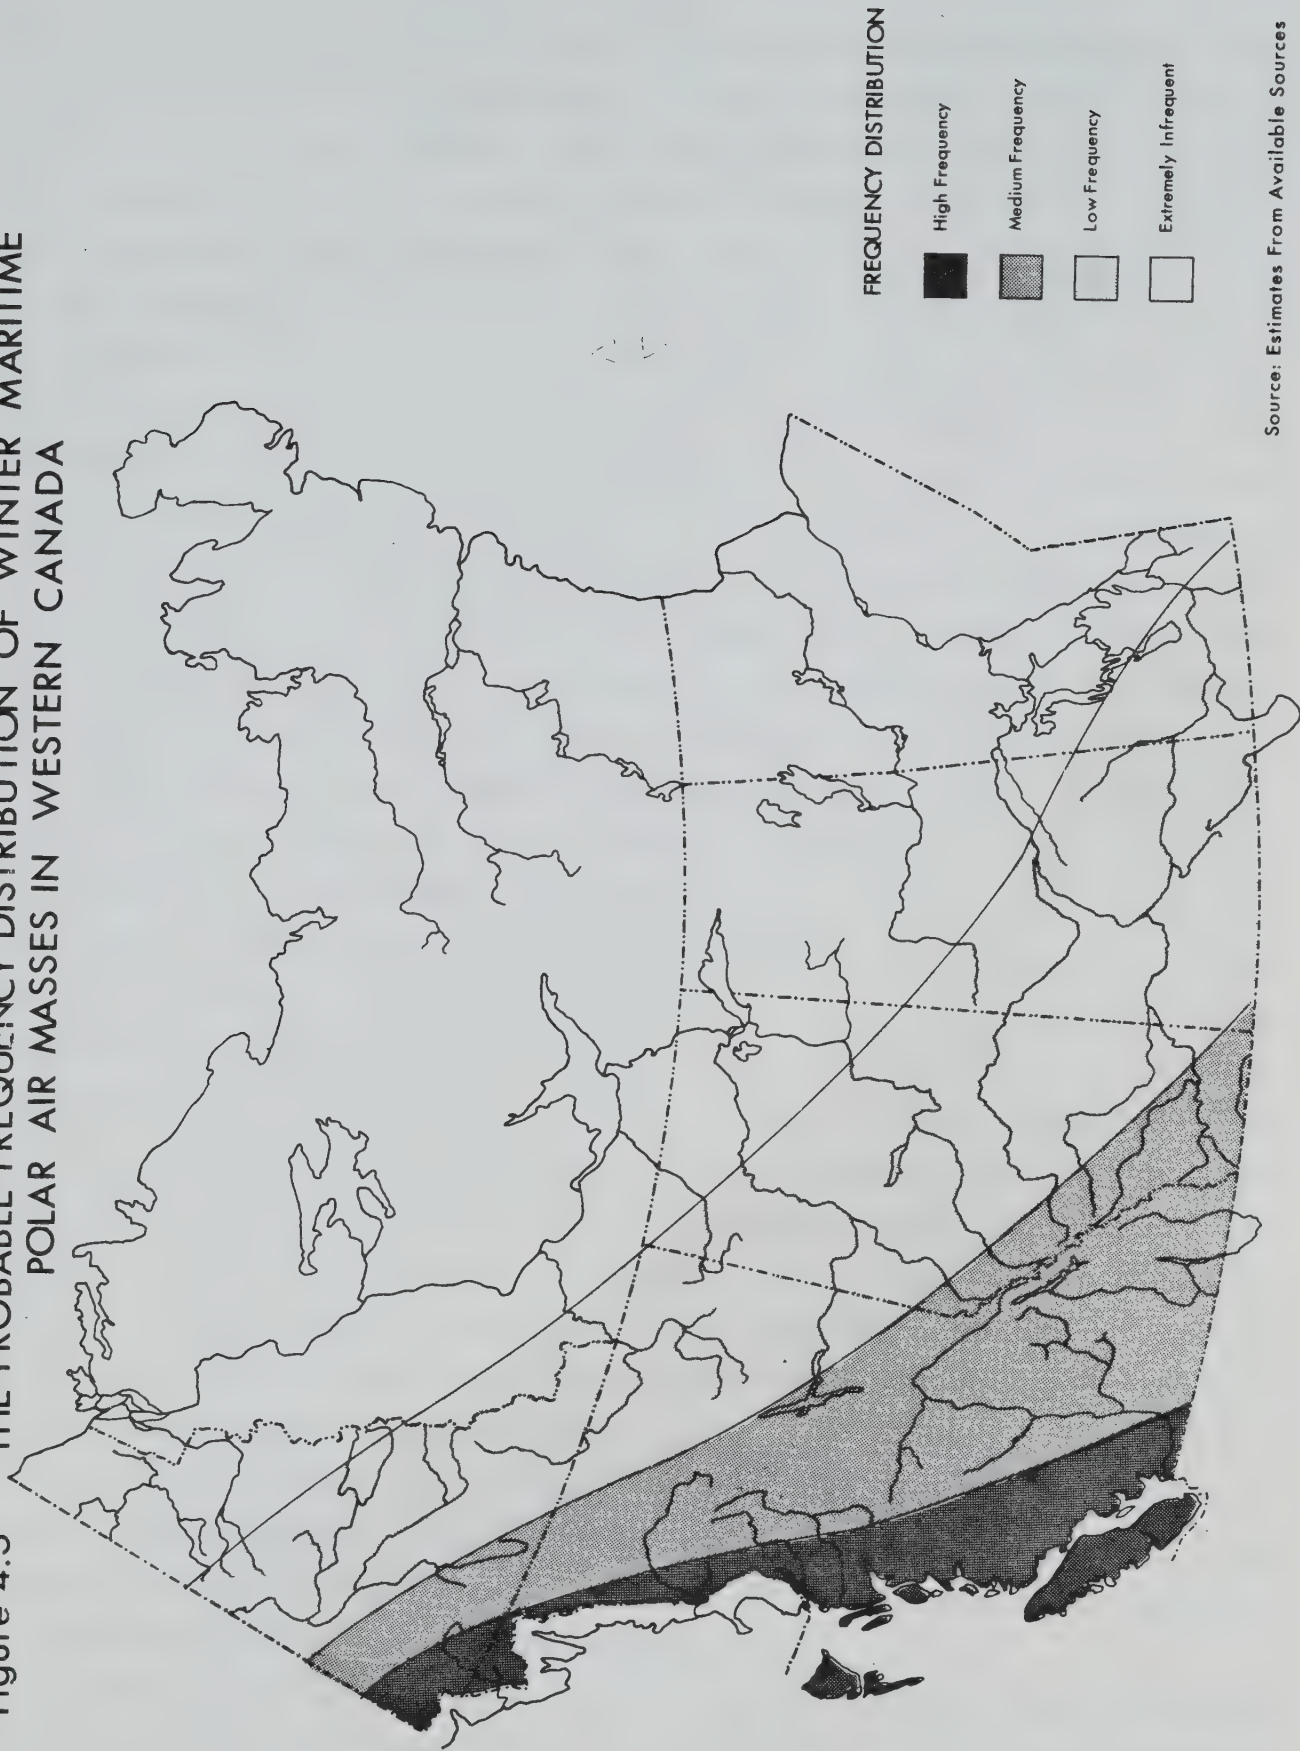 Figure 4.3 THE PROBABLE FREQUENCY DISTRIBUTION OF WINTER MARITIME
POLAR AIR MASSES IN WESTERN CANADA
FREQUENCY DISTRIBUTION
High Frequency
Medium Frequency
Low Frequency
Extremely Infrequent
Source: Estimates From Available Sources